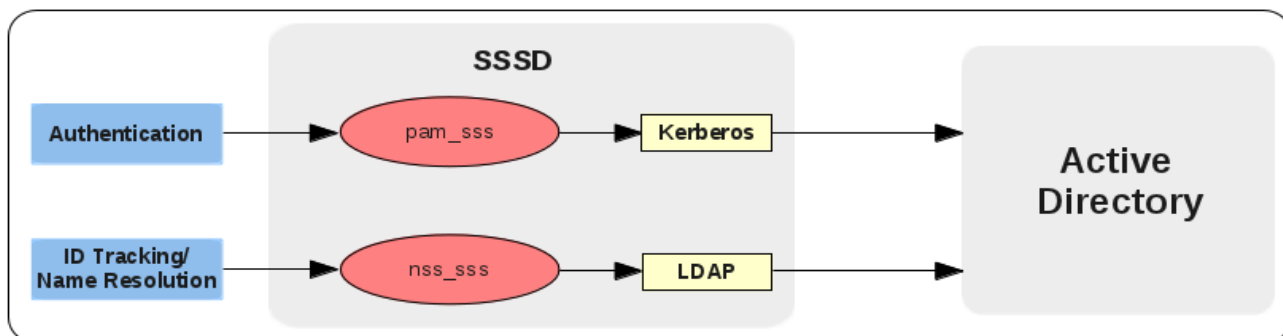 SSSD
Authentication
pam_sss
Kerberos
Active
Directory
ID Tracking/
Name Resolution
nss_sss
LDAP